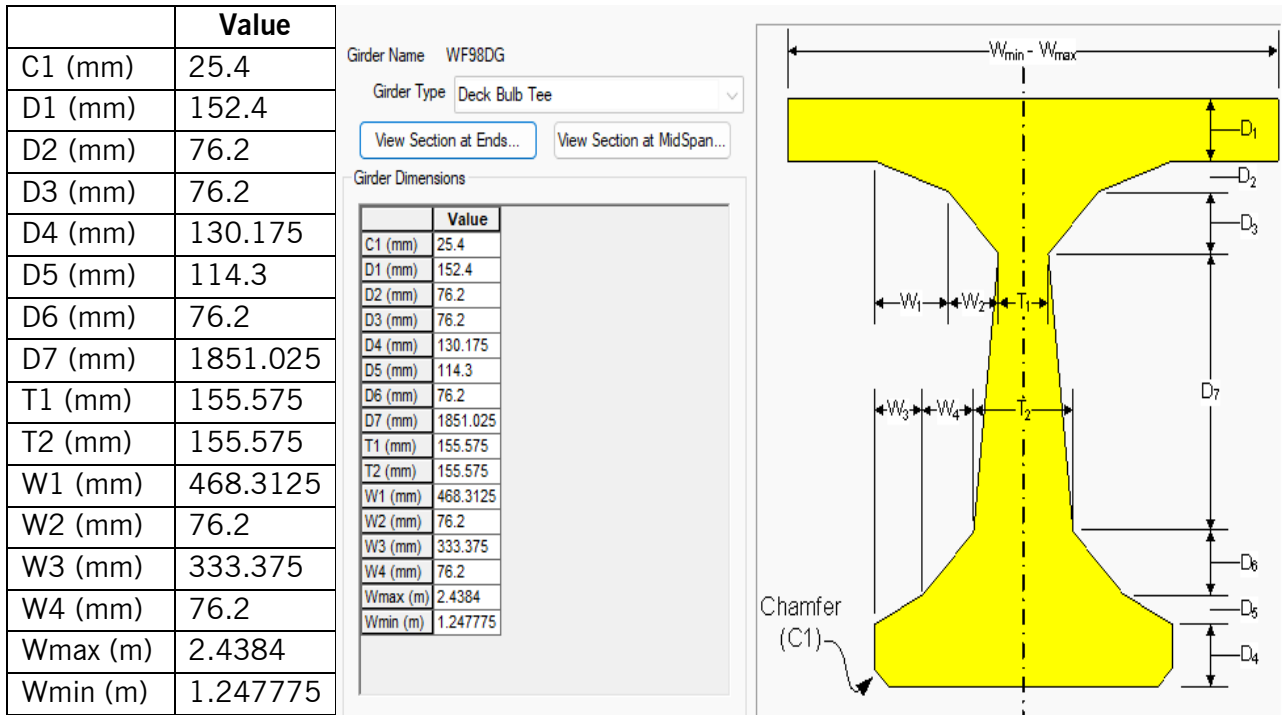 Value
C1 (mm) 25.4
D1 (mm) 152.4
D2 (mm) 76.2
D3 (mm) 76.2
D4 (mm) 130.175
D5 (mm) 114.3
D6 (mm) 76.2
D7 (mm) 1851.025
T1 (mm) 155.575
T2 (mm) 155.575
W1 (mm) 468.3125
W2 (mm) 76.2
W3 (mm) 333.375
W4 (mm) 76.2
Wmax (m) 2.4384
Wmin (m) 1.247775
Girder Name WF98DG
Girder Type Deck Bulb Tee
View Section at Ends... View Section at MidSpan...
Girder Dimensions
Value
C1 (mm) 25.4
D1 (mm) 152.4
D2 (mm) 76.2
D3 (mm) 76.2
D4 (mm) 130.175
D5 (mm) 114.3
D6 (mm) 76.2
D7 (mm) 1851.025
T1 (mm) 155.575
T2 (mm) 155.575
W1 (mm) 468.3125
W2 (mm) 76.2
W3 (mm) 333.375
W4 (mm) 76.2
Wmax (m) 2.4384
Wmin (m) 1.247775
Wmin - Wmax
D1
D2
D3
W1 W2 T1
D7
W3 W4 T2
D6
D5
D4
Chamfer
(C1)